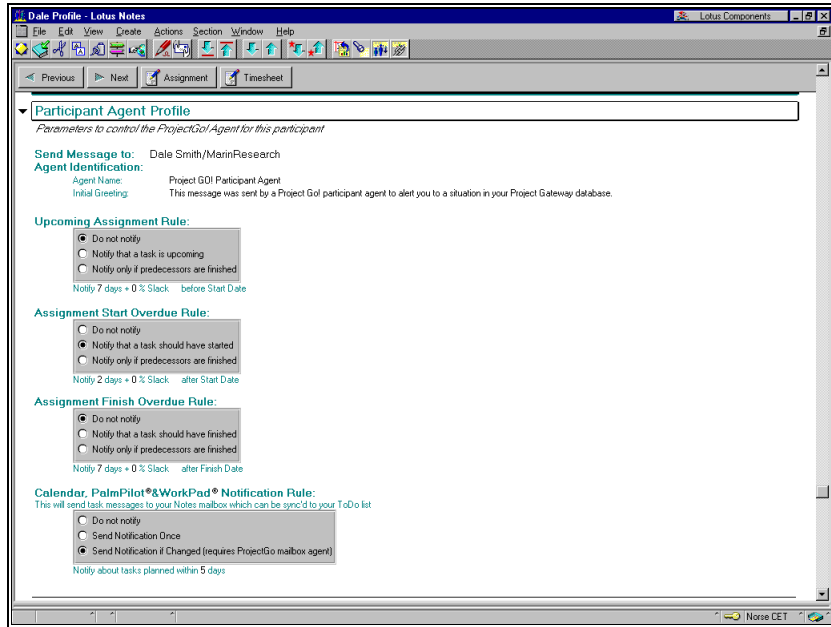 Dale Profile - Lotus Notes
Lotus Components
File Edit View Create Actions Section Window Help
Previous Next Assignment Timesheet
Participant Agent Profile
Parameters to control the ProjectGo! Agent for this participant
Send Message to: Dale Smith/MarinResearch
Agent Identification:
Agent Name: Project GO! Participant Agent
Initial Greeting: This message was sent by a Project Go! participant agent to alert you to a situation in your Project Gateway database.
Upcoming Assignment Rule:
Do not notify
Notify that a task is upcoming
Notify only if predecessors are finished
Notify 7 days + 0 % Slack before Start Date
Assignment Start Overdue Rule:
Do not notify
Notify that a task should have started
Notify only if predecessors are finished
Notify 2 days + 0 % Slack after Start Date
Assignment Finish Overdue Rule:
Do not notify
Notify that a task should have finished
Notify only if predecessors are finished
Notify 7 days + 0 % Slack after Finish Date
Calendar, PalmPilot®&WorkPad® Notification Rule:
This will send task messages to your Notes mailbox which can be sync'd to your ToDo list
Do not notify
Send Notification Once
Send Notification if Changed (requires ProjectGo mailbox agent)
Notify about tasks planned within 5 days
Norse CET